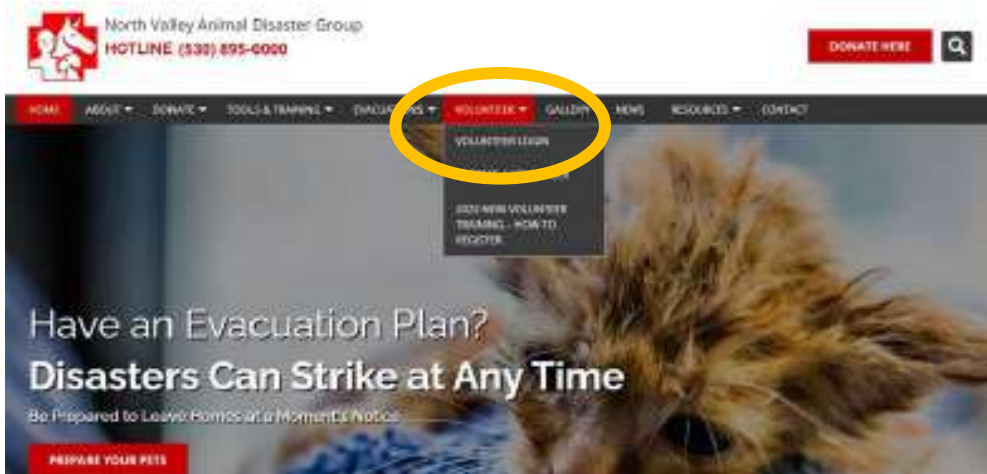 North Valley Animal Disaster Group
HOTLINE (530) 895-0000
DONATE HERE
HOME ABOUT DONATE TOOLS & TRAINING EVACUATIONS VOLUNTEER GALLERY NEWS RESOURCES CONTACT
VOLUNTEER LOGIN
2022 NEW VOLUNTEER
TRAINING - HOW TO
REGISTER
Have an Evacuation Plan?
Disasters Can Strike at Any Time
Be Prepared to Leave Homes at a Moment's Notice
PREPARE YOUR PETS